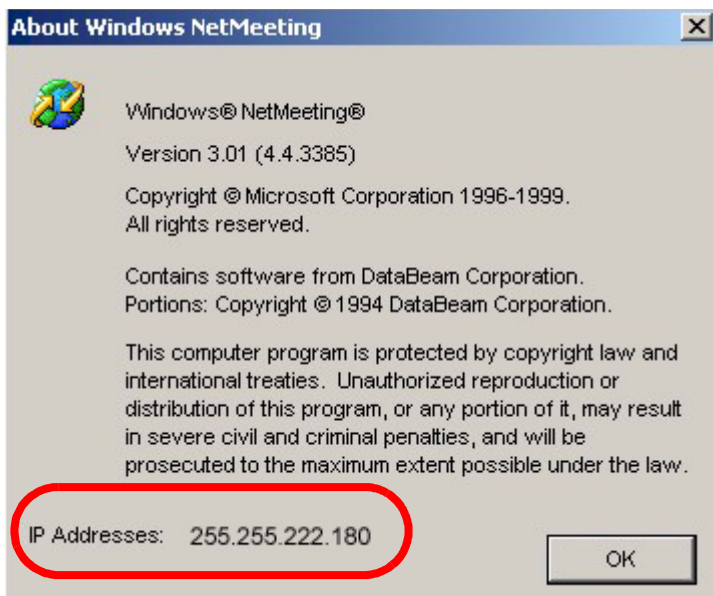 About Windows NetMeeting
Windows® NetMeeting®
Version 3.01 (4.4.3385)
Copyright © Microsoft Corporation 1996-1999.
All rights reserved.
Contains software from DataBeam Corporation.
Portions: Copyright © 1994 DataBeam Corporation.
This computer program is protected by copyright law and
international treaties.  Unauthorized reproduction or
distribution of this program, or any portion of it, may result
in severe civil and criminal penalties, and will be
prosecuted to the maximum extent possible under the law.
IP Addresses: 255.255.222.180
OK